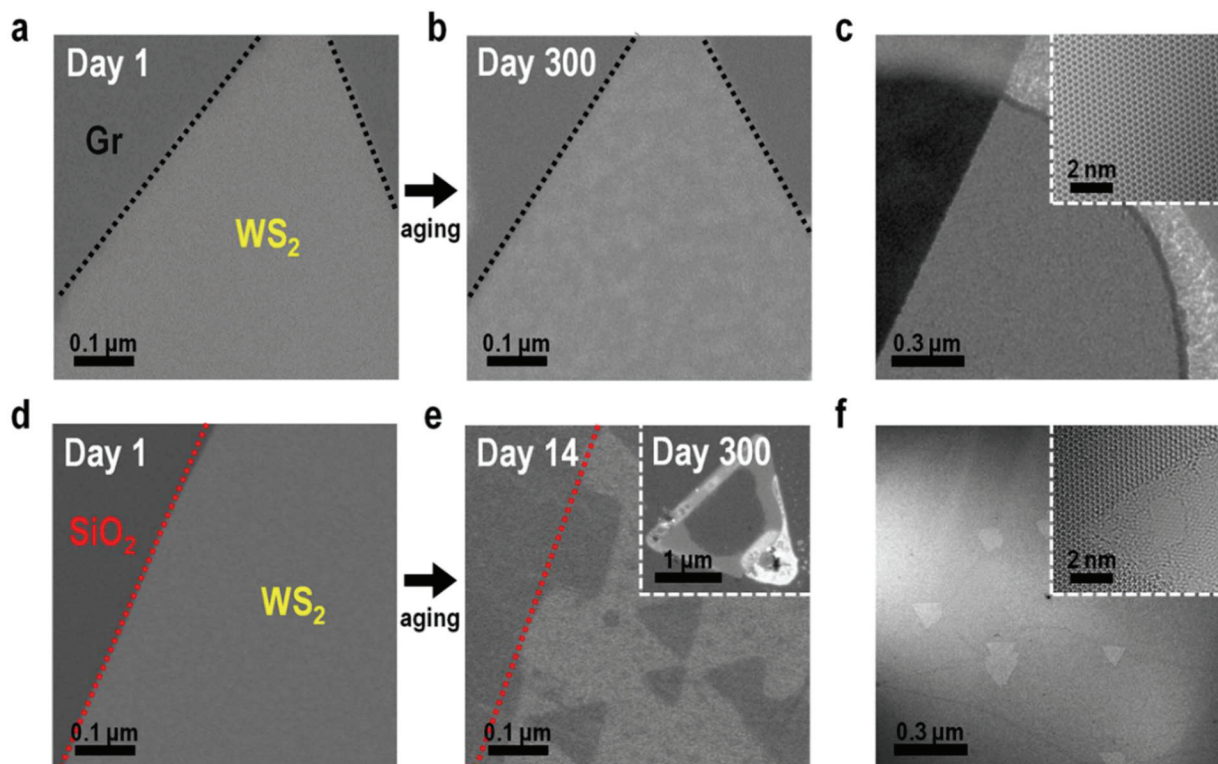 a
Day 1
Gr
WS2
0.1 µm
aging
b
Day 300
0.1 µm
c
2 nm
0.3 µm
d
Day 1
SiO2
WS2
0.1 µm
aging
e
Day 14
Day 300
1 µm
0.1 µm
f
2 nm
0.3 µm